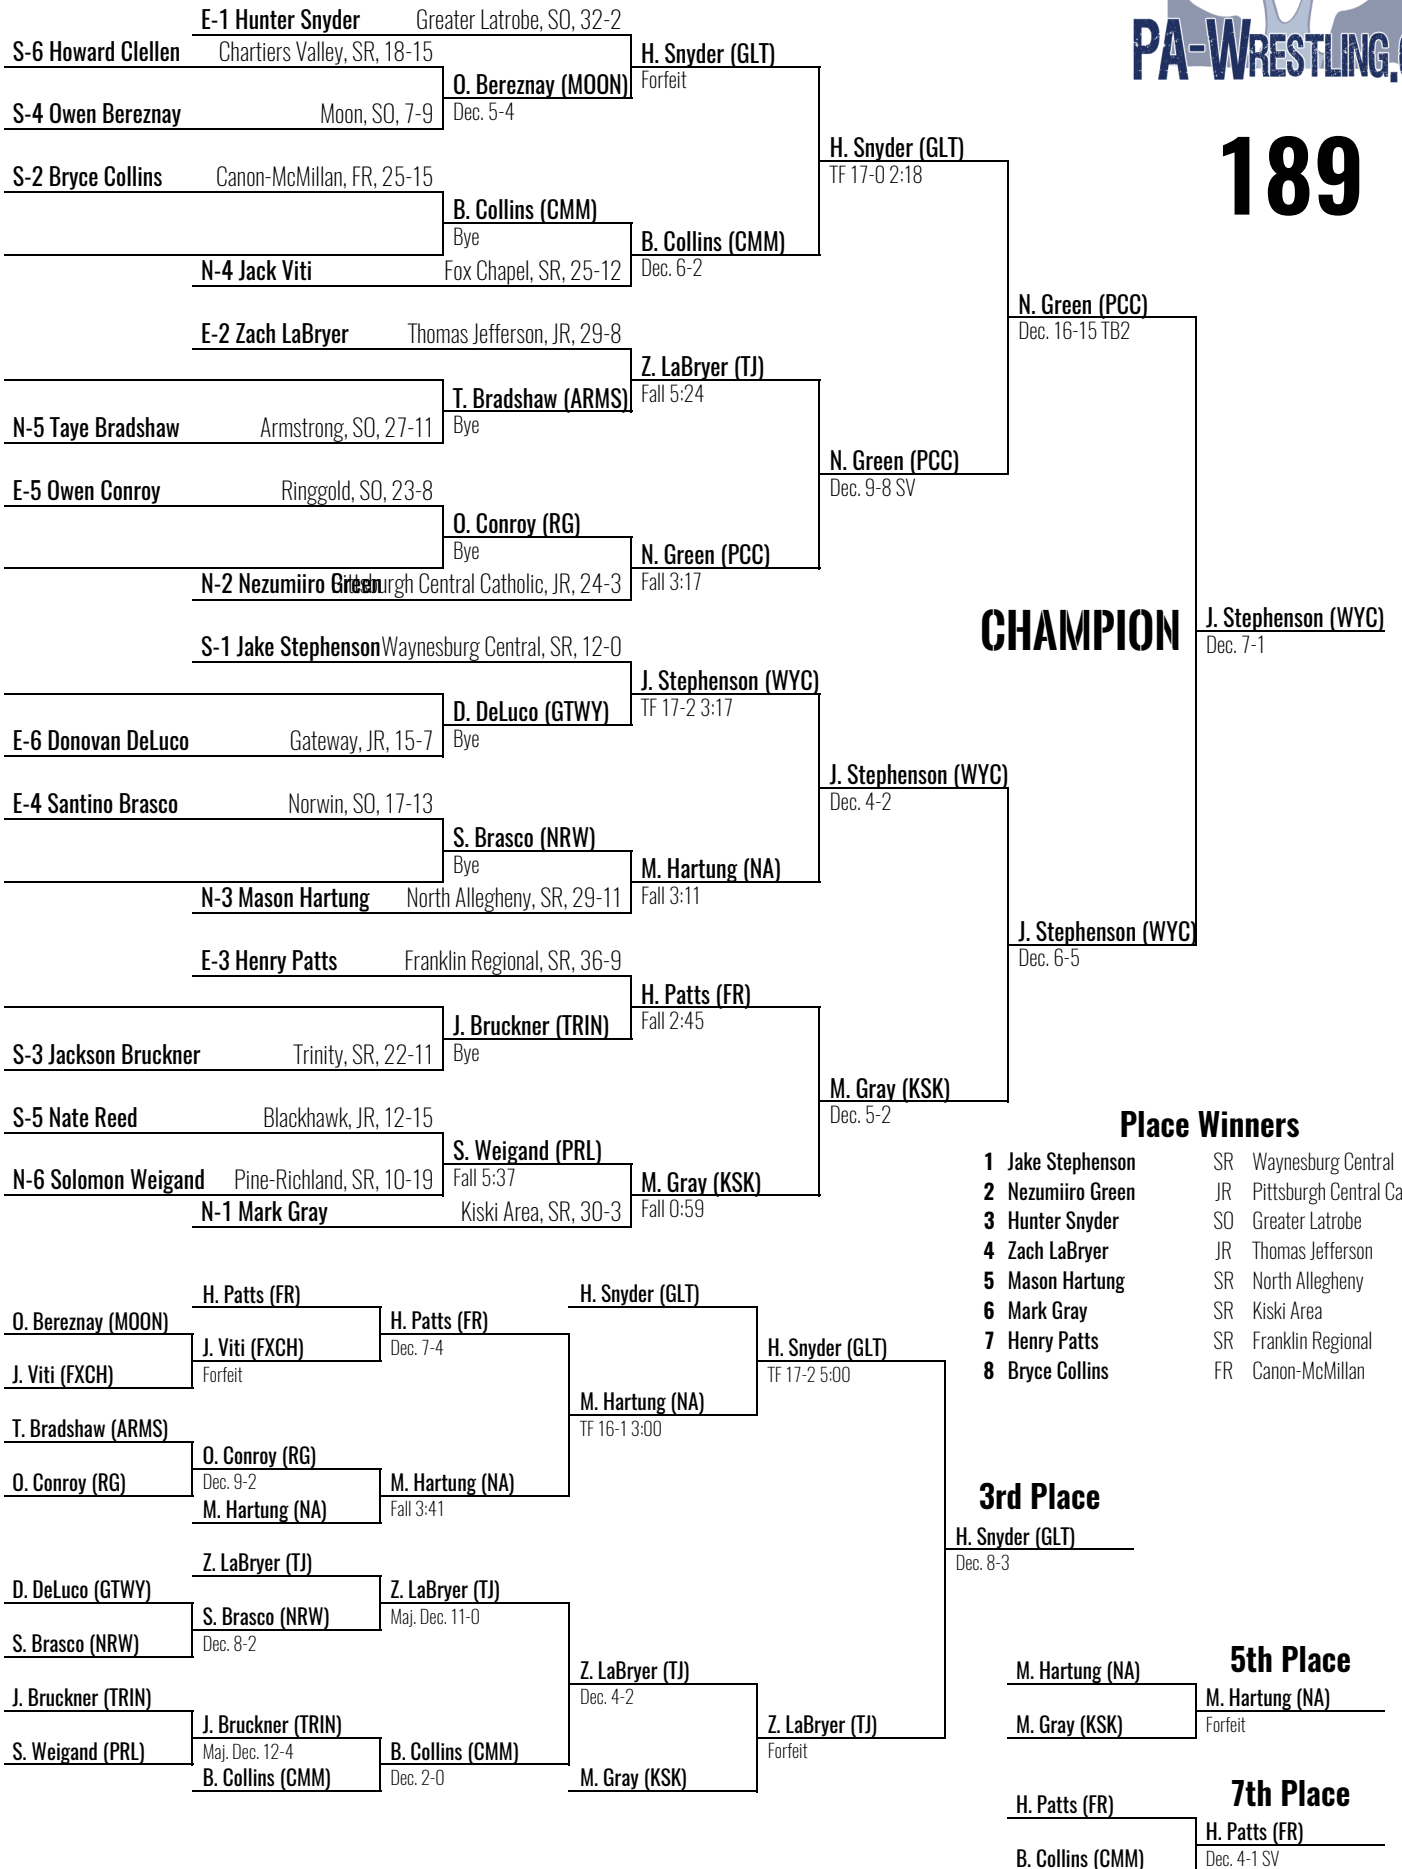 PA-WRESTLING.
189
E-1 Hunter Snyder Greater Latrobe, SO, 32-2
S-6 Howard Clellen Chartiers Valley, SR, 18-15
H. Snyder (GLT)
Forfeit
O. Bereznay (MOON)
Dec. 5-4
S-4 Owen Bereznay Moon, SO, 7-9
H. Snyder (GLT)
TF 17-0 2:18
S-2 Bryce Collins Canon-McMillan, FR, 25-15
B. Collins (CMM)
Bye
B. Collins (CMM)
Dec. 6-2
N-4 Jack Viti Fox Chapel, SR, 25-12
N. Green (PCC)
Dec. 16-15 TB2
E-2 Zach LaBryer Thomas Jefferson, JR, 29-8
Z. LaBryer (TJ)
Fall 5:24
T. Bradshaw (ARMS)
Bye
N-5 Taye Bradshaw Armstrong, SO, 27-11
N. Green (PCC)
Dec. 9-8 SV
E-5 Owen Conroy Ringgold, SO, 23-8
O. Conroy (RG)
Bye
N. Green (PCC)
Fall 3:17
N-2 Nezumiiro Green Pittsburgh Central Catholic, JR, 24-3
CHAMPION
J. Stephenson (WYC)
Dec. 7-1
S-1 Jake Stephenson Waynesburg Central, SR, 12-0
J. Stephenson (WYC)
TF 17-2 3:17
D. DeLuco (GTWY)
Bye
E-6 Donovan DeLuco Gateway, JR, 15-7
J. Stephenson (WYC)
Dec. 4-2
E-4 Santino Brasco Norwin, SO, 17-13
S. Brasco (NRW)
Bye
M. Hartung (NA)
Fall 3:11
N-3 Mason Hartung North Allegheny, SR, 29-11
J. Stephenson (WYC)
Dec. 6-5
E-3 Henry Patts Franklin Regional, SR, 36-9
H. Patts (FR)
Fall 2:45
J. Bruckner (TRIN)
Bye
S-3 Jackson Bruckner Trinity, SR, 22-11
M. Gray (KSK)
Dec. 5-2
S-5 Nate Reed Blackhawk, JR, 12-15
S. Weigand (PRL)
Fall 5:37
N-6 Solomon Weigand Pine-Richland, SR, 10-19
M. Gray (KSK)
Fall 0:59
N-1 Mark Gray Kiski Area, SR, 30-3
Place Winners
1 Jake Stephenson SR Waynesburg Central
2 Nezumiiro Green JR Pittsburgh Central Ca
3 Hunter Snyder SO Greater Latrobe
4 Zach LaBryer JR Thomas Jefferson
5 Mason Hartung SR North Allegheny
6 Mark Gray SR Kiski Area
7 Henry Patts SR Franklin Regional
8 Bryce Collins FR Canon-McMillan
H. Patts (FR)
H. Snyder (GLT)
O. Bereznay (MOON)
H. Patts (FR)
Dec. 7-4
J. Viti (FXCH)
Forfeit
J. Viti (FXCH)
H. Snyder (GLT)
TF 17-2 5:00
M. Hartung (NA)
TF 16-1 3:00
T. Bradshaw (ARMS)
O. Conroy (RG)
Dec. 9-2
O. Conroy (RG)
M. Hartung (NA)
Fall 3:41
M. Hartung (NA)
3rd Place
H. Snyder (GLT)
Dec. 8-3
Z. LaBryer (TJ)
D. DeLuco (GTWY)
Z. LaBryer (TJ)
Maj. Dec. 11-0
S. Brasco (NRW)
Dec. 8-2
S. Brasco (NRW)
Z. LaBryer (TJ)
Dec. 4-2
J. Bruckner (TRIN)
J. Bruckner (TRIN)
Maj. Dec. 12-4
Z. LaBryer (TJ)
Forfeit
S. Weigand (PRL)
B. Collins (CMM)
Dec. 2-0
B. Collins (CMM)
M. Gray (KSK)
5th Place
M. Hartung (NA)
M. Hartung (NA)
Forfeit
M. Gray (KSK)
7th Place
H. Patts (FR)
H. Patts (FR)
Dec. 4-1 SV
B. Collins (CMM)